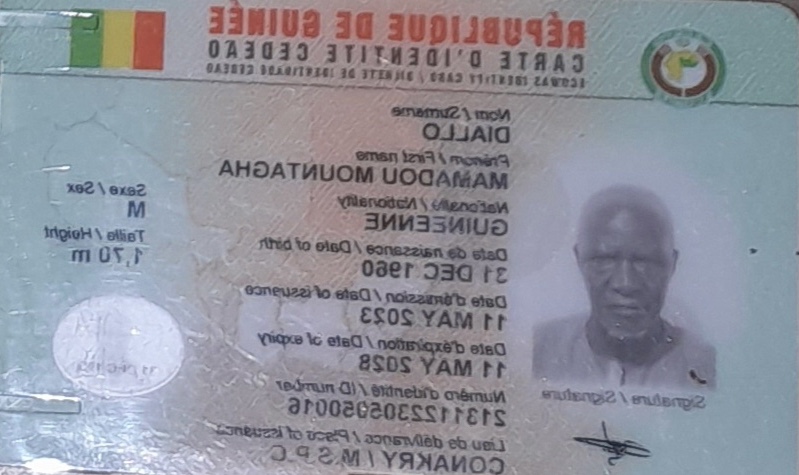 RÉPUBLIQUE DE GUINÉE
CARTE D'IDENTITÉ CEDEAO
ECOWAS IDENTITY CARD / BILHETE DE IDENTIDADE CEDEAO
Nom / Surname
DIALLO
Prénom / First name
MAMADOU MOUNTAGHA
Nationalité / Nationality
GUINEENNE
Date de naissance / Date of birth
31 DEC 1960
Date d'émission / Date of issuance
11 MAY 2023
Date d'expiration / Date of expiry
11 MAY 2028
Numéro d'identité / ID number
Lieu de délivrance / Place of issuance
CONAKRY / M.S.P.C
Sexe / Sex
M
Taille / Height
1,70 m
Signature / Signature